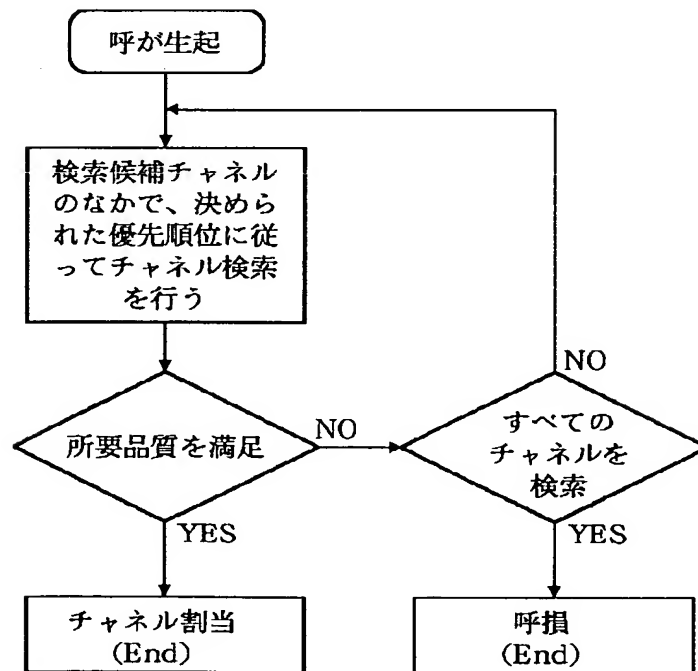 呼が生起
検索候補チャネル
のなかで、決めら
れた優先順位に従
ってチャネル検索
を行う
NO
所要品質を満足
NO
すべての
チャネルを
検索
YES
YES
チャネル割当
(End)
呼損
(End)